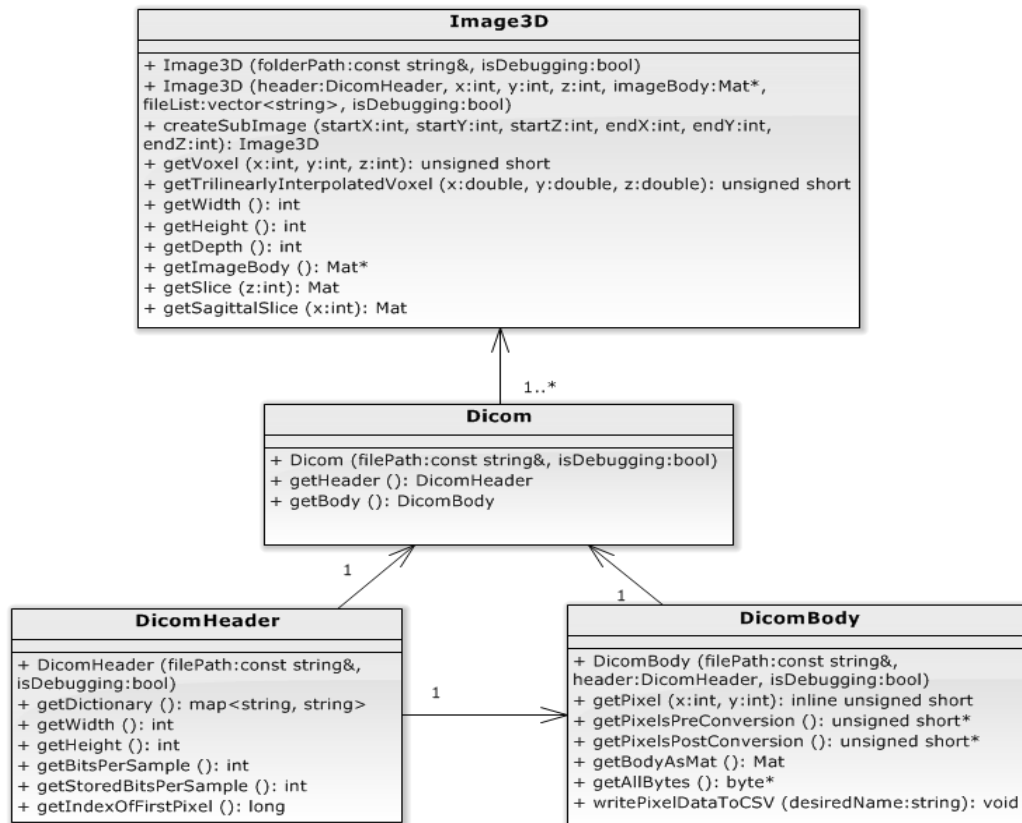 Image3D
+ Image3D (folderPath:const string&, isDebugging:bool)
+ Image3D (header:DicomHeader, x:int, y:int, z:int, imageBody:Mat*,
fileList:vector<string>, isDebugging:bool)
+ createSubImage (startX:int, startY:int, startZ:int, endX:int, endY:int,
endZ:int): Image3D
+ getVoxel (x:int, y:int, z:int): unsigned short
+ getTrilinearlyInterpolatedVoxel (x:double, y:double, z:double): unsigned short
+ getWidth (): int
+ getHeight (): int
+ getDepth (): int
+ getImageBody (): Mat*
+ getSlice (z:int): Mat
+ getSagittalSlice (x:int): Mat
1..*
Dicom
+ Dicom (filePath:const string&, isDebugging:bool)
+ getHeader (): DicomHeader
+ getBody (): DicomBody
1
1
DicomHeader
+ DicomHeader (filePath:const string&,
isDebugging:bool)
+ getDictionary (): map<string, string>
+ getWidth (): int
+ getHeight (): int
+ getBitsPerSample (): int
+ getStoredBitsPerSample (): int
+ getIndexOfFirstPixel (): long
1
DicomBody
+ DicomBody (filePath:const string&,
header:DicomHeader, isDebugging:bool)
+ getPixel (x:int, y:int): inline unsigned short
+ getPixelsPreConversion (): unsigned short*
+ getPixelsPostConversion (): unsigned short*
+ getBodyAsMat (): Mat
+ getAllBytes (): byte*
+ writePixelDataToCSV (desiredName:string): void